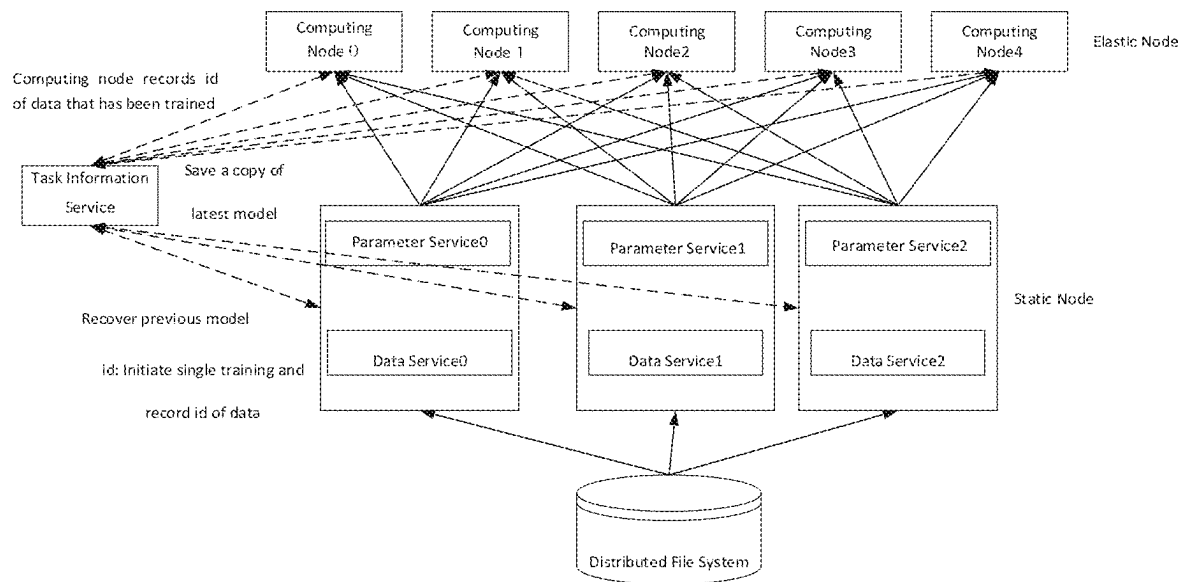 Computing
Node 0
Computing
Node 1
Computing
Node2
Computing
Node3
Computing
Node4
Elastic Node
Computing node records id
of data that has been trained
Task Information
Service
Save a copy of
latest model
Parameter Service0
Parameter Service1
Parameter Service2
Static Node
Recover previous model
Data Service0
Data Service1
Data Service2
id: Initiate single training and
record id of data
Distributed File System